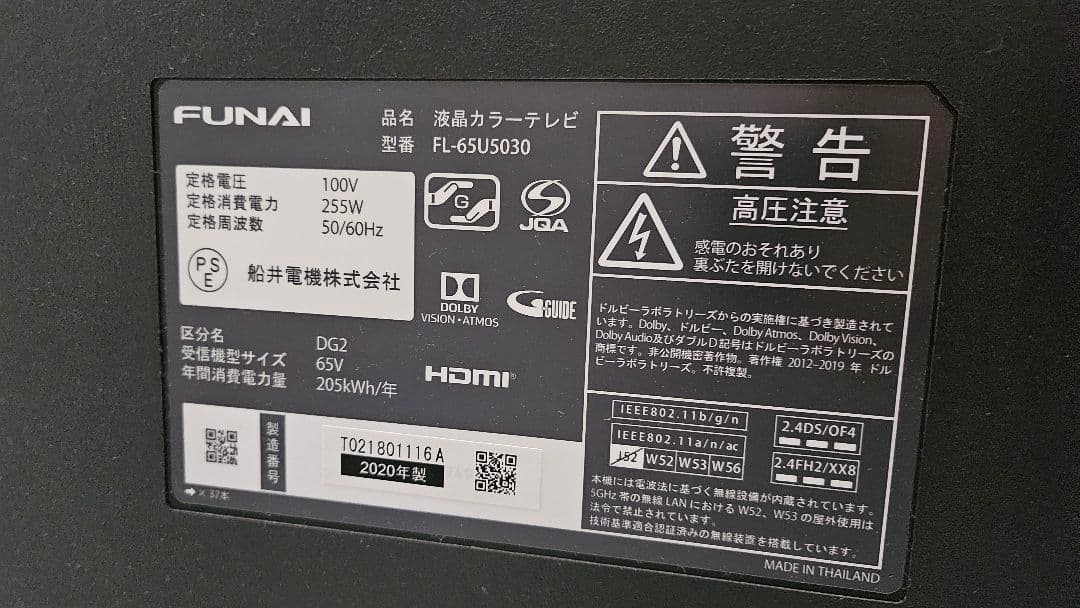 FUNAI
品名 液晶カラーテレビ
型番 FL-65U5030
定格電圧 100V
定格消費電力 255W
定格周波数 50/60Hz
PSE 船井電機株式会社
G
JQA
DOLBY
VISION・ATMOS
G-GUIDE
区分名 DG2
受信機型サイズ 65V
年間消費電力量 205kWh/年
HDMI®
製造番号
T021801116A
2020年製
➡× 37本
警告
高圧注意
感電のおそれあり
裏ぶたを開けないでください
ドルビーラボラトリーズからの実施権に基づき製造されて
います。Dolby、ドルビー、Dolby Atmos、Dolby Vision、
Dolby Audio及びダブルD記号はドルビーラボラトリーズの
商標です。非公開機密著作物。著作権 2012-2019 年 ドル
ビーラボラトリーズ。不許複製。
IEEE802.11b/g/n
IEEE802.11a/n/ac
J52 W52 W53 W56
2.4DS/OF4
2.4FH2/XX8
本機には電波法に基づく無線設備が内蔵されています。
5GHz 帯の無線 LAN における W52、W53 の屋外使用は
法令で禁止されています。
技術基準適合認証済みの無線装置を搭載しています。
MADE IN THAILAND